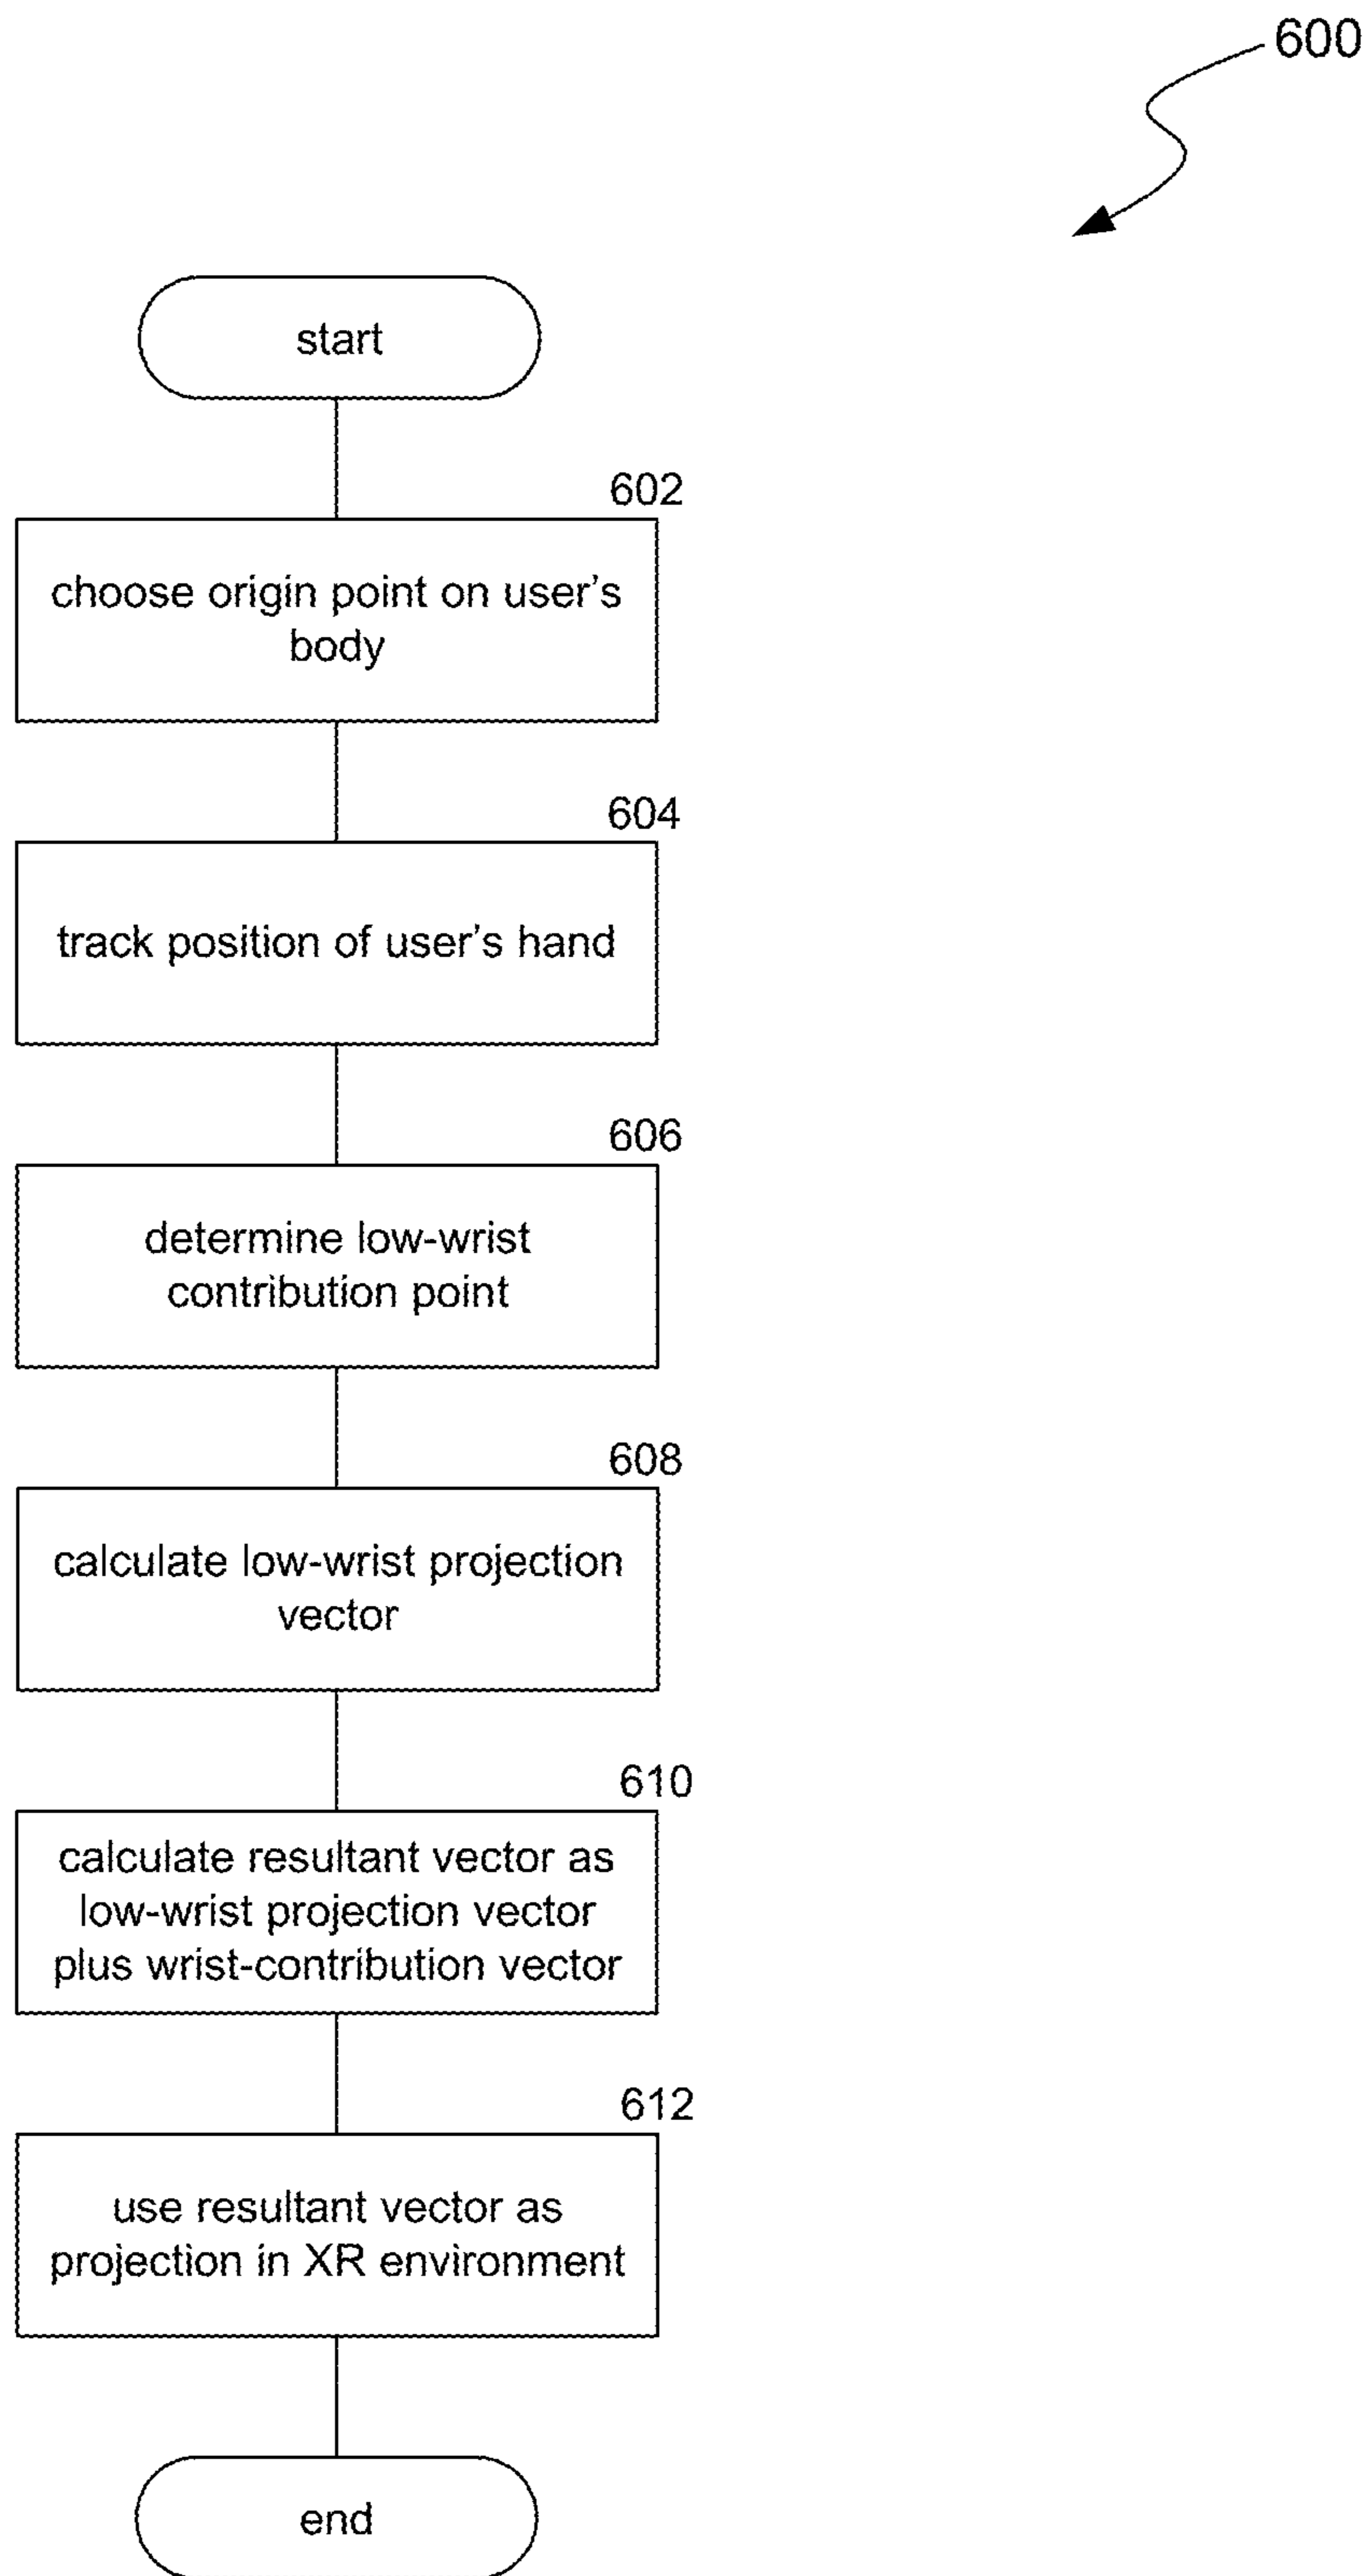 600
start
602
choose origin point on user's
body
604
track position of user's hand
606
determine low-wrist
contribution point
608
calculate low-wrist projection
vector
610
calculate resultant vector as
low-wrist projection vector
plus wrist-contribution vector
612
use resultant vector as
projection in XR environment
end